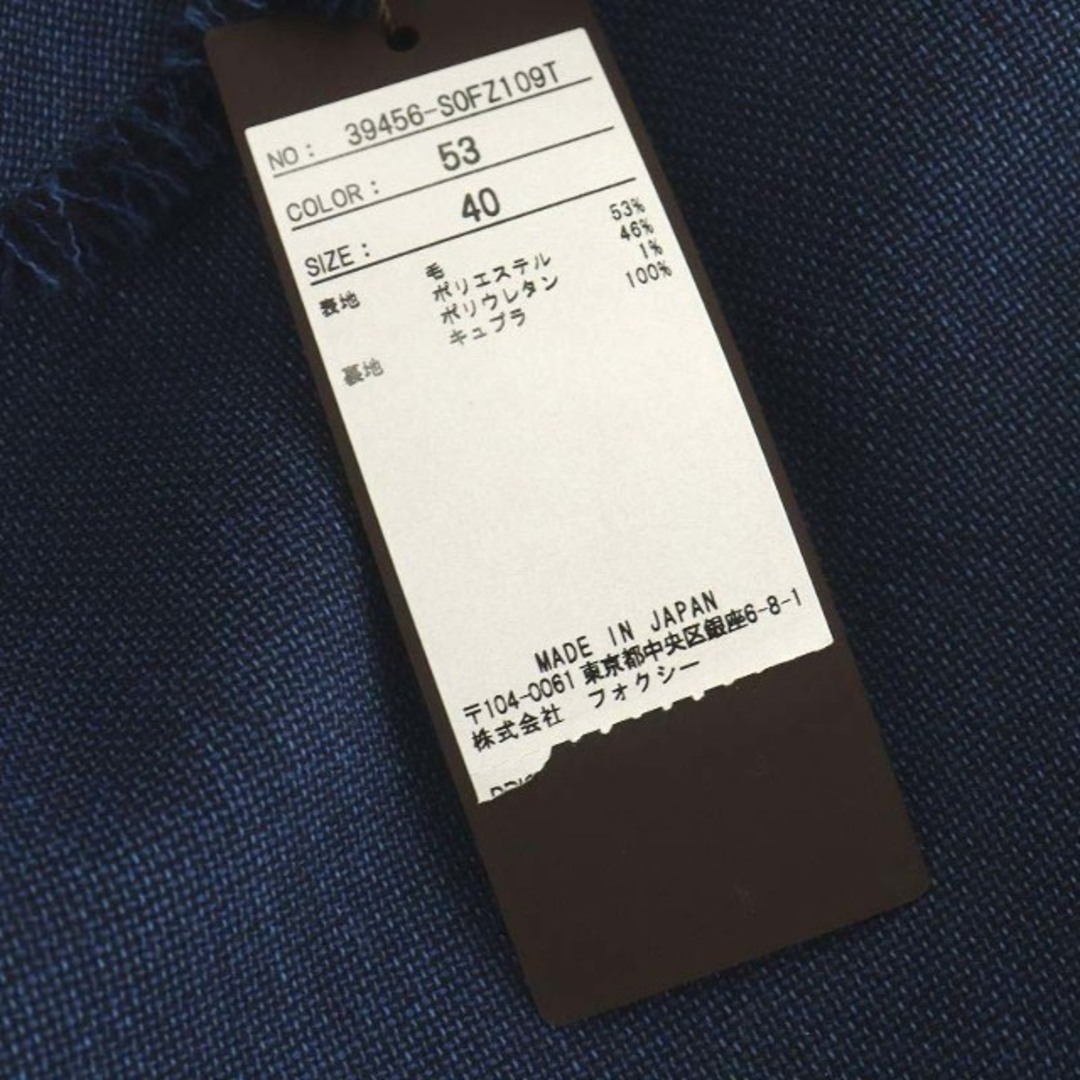 NO : 39456-S0FZ109T
COLOR : 53
SIZE : 40
表地 毛 53%
ポリエステル 46%
ポリウレタン 1%
裏地 キュプラ 100%
MADE IN JAPAN
〒104-0061 東京都中央区銀座6-8-1
株式会社 フォクシー